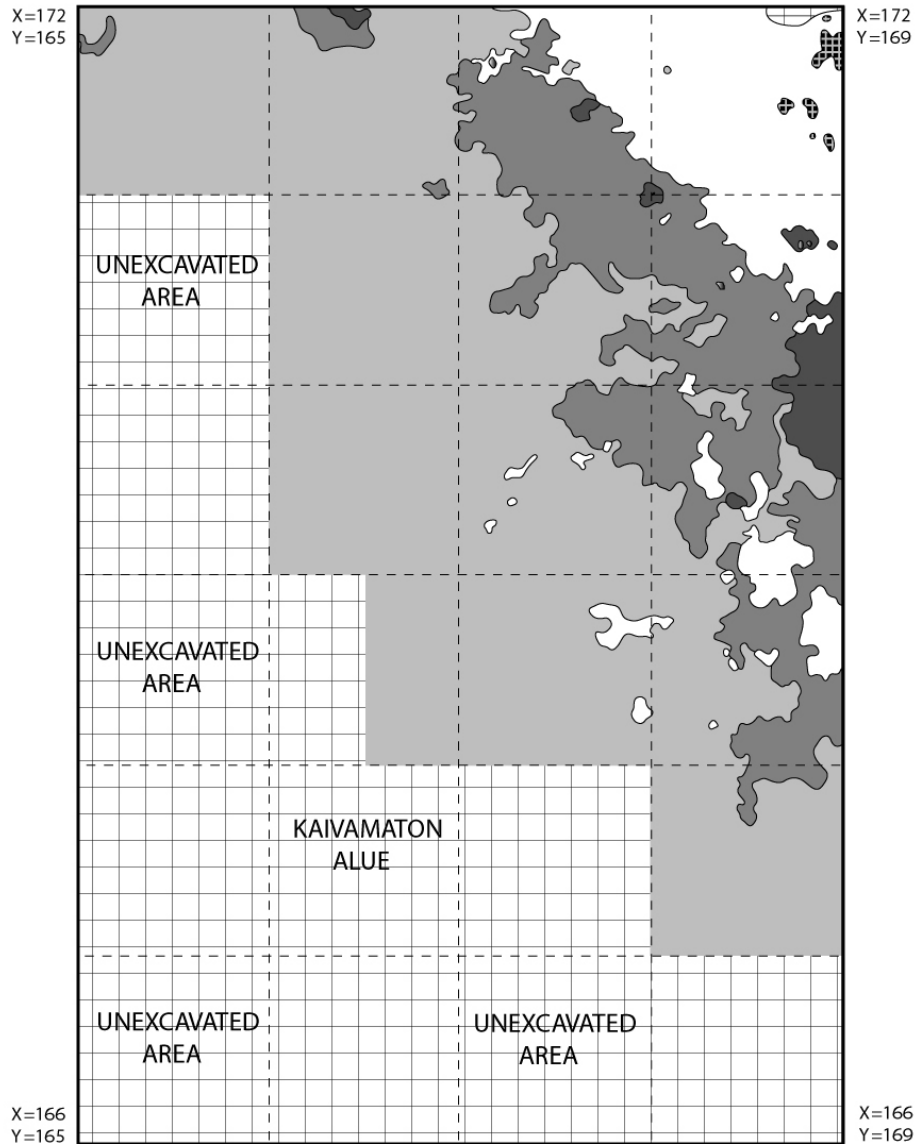 X=172
Y=165
X=172
Y=169
UNEXCAVATED
AREA
UNEXCAVATED
AREA
KAIVAMATON
ALUE
UNEXCAVATED
AREA
UNEXCAVATED
AREA
X=166
Y=165
X=166
Y=169